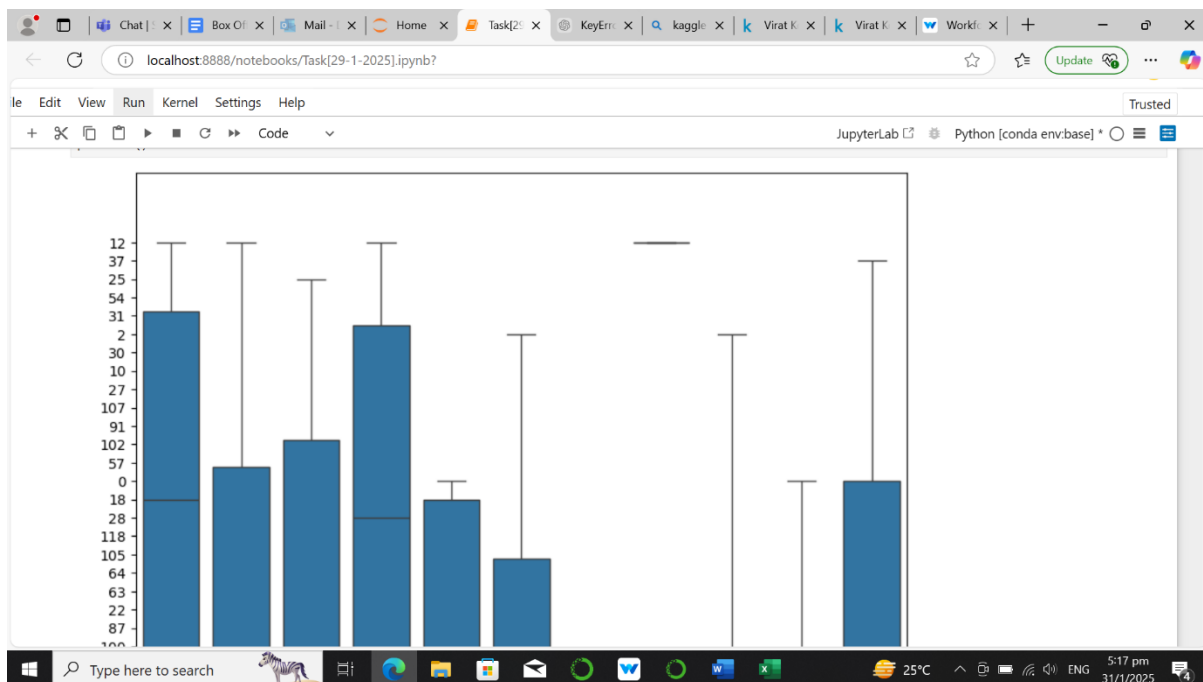 Chat |
Box Of
Mail -
Home
Task[29
KeyErro
kaggle
Virat K
Virat K
Workfo
localhost:8888/notebooks/Task[29-1-2025].ipynb?
Update
le Edit View Run Kernel Settings Help
Trusted
Code
JupyterLab
Python [conda env:base] *
12
37
25
54
31
2
30
10
27
107
91
102
57
0
18
28
118
105
64
63
22
87
Type here to search
25°C
ENG
5:17 pm
31/1/2025